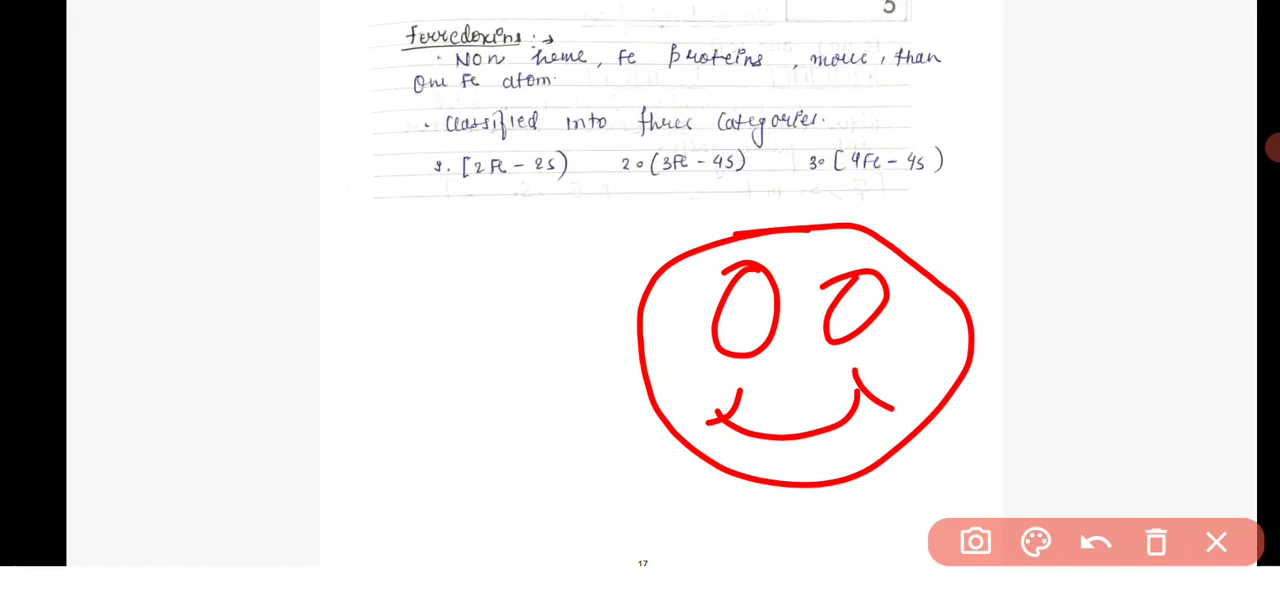 5
Ferredoxins :→
· Non heme, Fe proteins, more, than
One Fe atom.
· Classified into three Categories.
1. [2Fe - 2S) 2. (3Fe - 4S) 3. [4Fe - 4S)
17